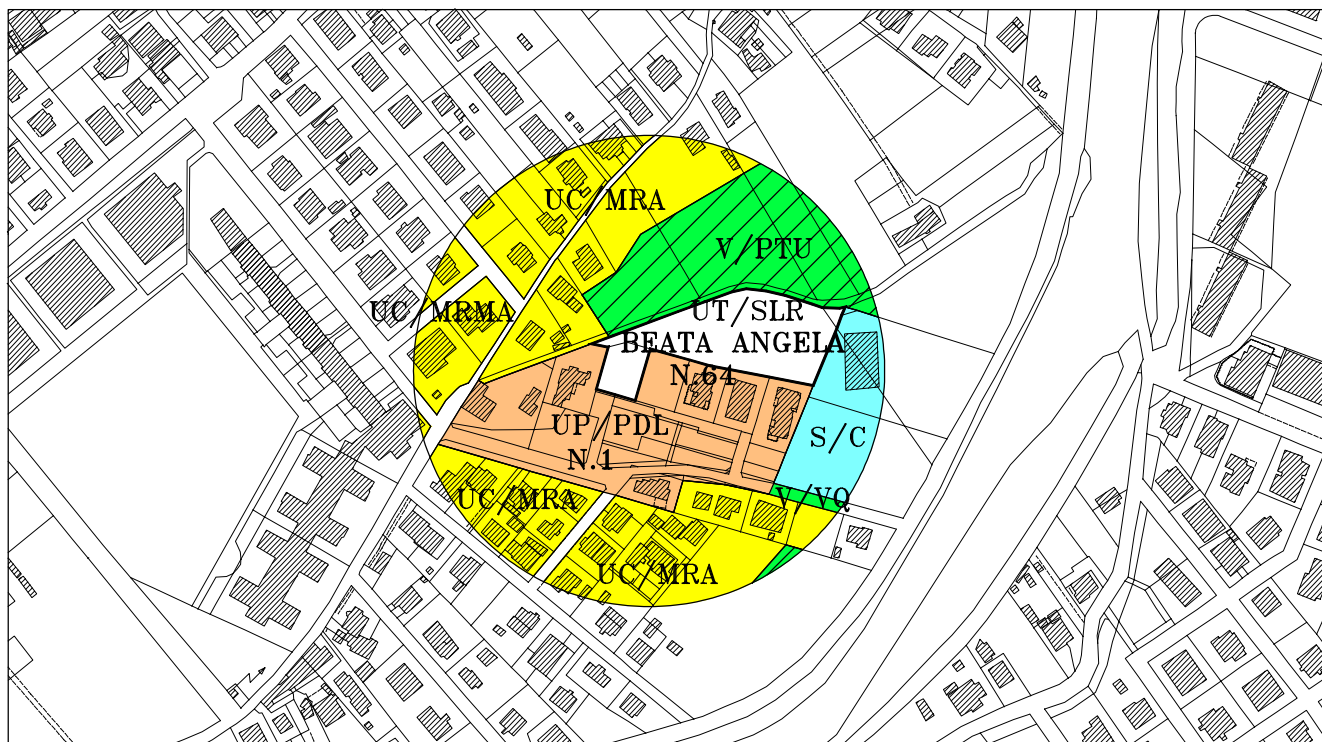 UC/MRA
V/PTU
UC/MRMA
UT/SLR
BEATA ANGELA
N.64
UP/PDL
N.1
S/C
UC/MRA
V/VQ
UC/MRA